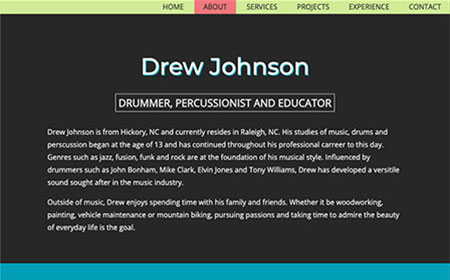 HOME ABOUT SERVICES PROJECTS EXPERIENCE CONTACT
Drew Johnson
DRUMMER, PERCUSSIONIST AND EDUCATOR
Drew Johnson is from Hickory, NC and currently resides in Raleigh, NC. His studies of music, drums and
percussion began at the age of 13 and has continued throughout his professional carreer to this day.
Genres such as jazz, fusion, funk and rock are at the foundation of his musical style. Influenced by
drummers such as John Bonham, Mike Clark, Elvin Jones and Tony Williams, Drew has developed a versitile
sound sought after in the music industry.
Outside of music, Drew enjoys spending time with his family and friends. Whether it be woodworking,
painting, vehicle maintenance or mountain biking, pursuing passions and taking time to admire the beauty
of everyday life is the goal.